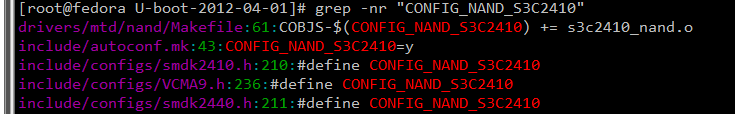 [root@fedora U-boot-2012-04-01]# grep -nr "CONFIG_NAND_S3C2410"
drivers/mtd/nand/Makefile:61:COBJS-$(CONFIG_NAND_S3C2410) += s3c2410_nand.o
include/autoconf.mk:43:CONFIG_NAND_S3C2410=y
include/configs/smdk2410.h:210:#define CONFIG_NAND_S3C2410
include/configs/VCMA9.h:236:#define CONFIG_NAND_S3C2410
include/configs/smdk2440.h:211:#define CONFIG_NAND_S3C2410